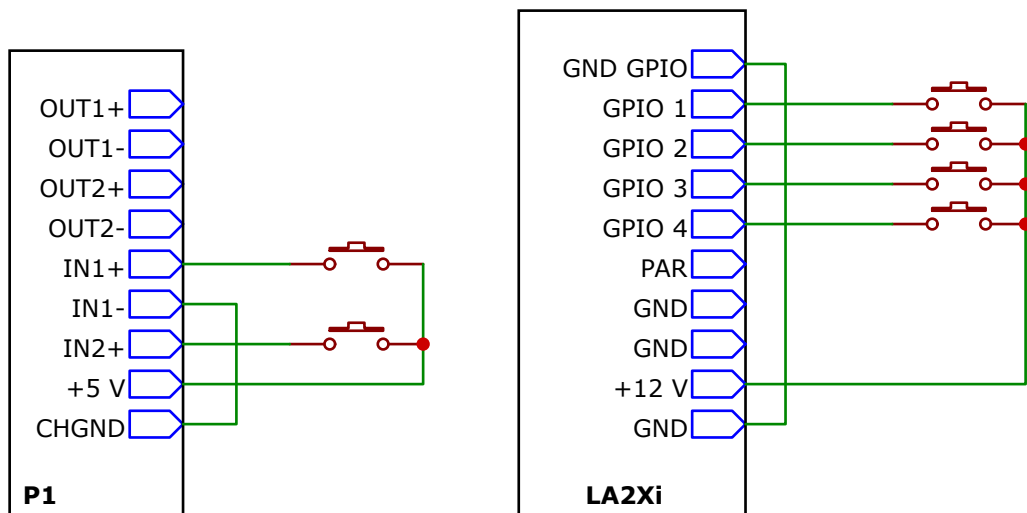 OUT1+
OUT1-
OUT2+
OUT2-
IN1+
IN1-
IN2+
+5 V
CHGND
P1
GND GPIO
GPIO 1
GPIO 2
GPIO 3
GPIO 4
PAR
GND
GND
+12 V
GND
LA2Xi